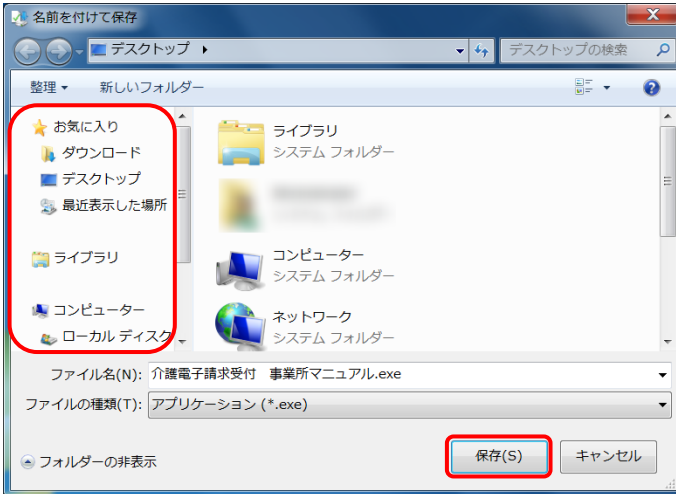 名前を付けて保存
デスクトップ
デスクトップの検索
整理
新しいフォルダー
お気に入り
ダウンロード
デスクトップ
最近表示した場所
ライブラリ
コンピューター
ローカル ディスク
ライブラリ
システム フォルダー
コンピューター
システム フォルダー
ネットワーク
システム フォルダー
ファイル名(N): 介護電子請求受付　事業所マニュアル.exe
ファイルの種類(T): アプリケーション (*.exe)
フォルダーの非表示
保存(S)
キャンセル